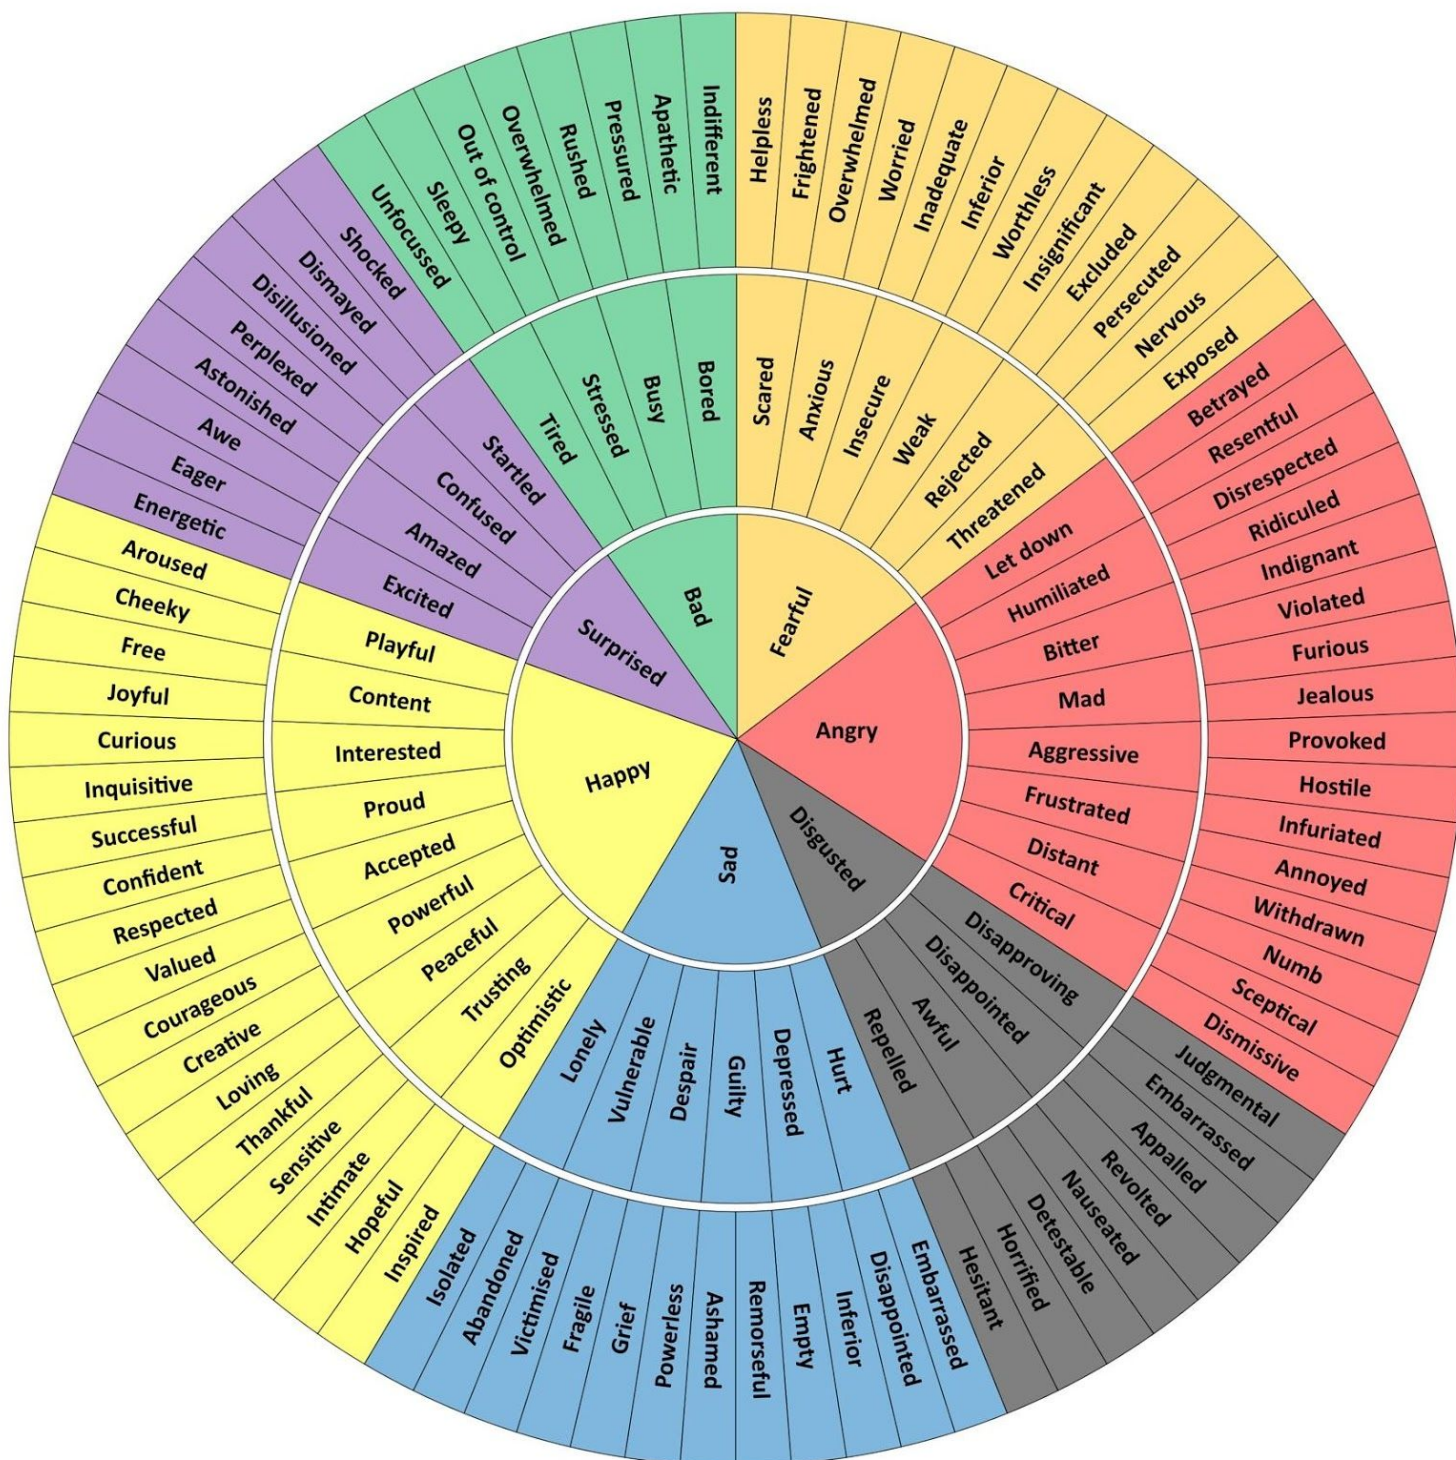 Fearful
Angry
Disgusted
Sad
Happy
Surprised
Bad
Scared
Anxious
Insecure
Weak
Rejected
Threatened
Let down
Humiliated
Bitter
Mad
Aggressive
Frustrated
Distant
Critical
Disapproving
Disappointed
Awful
Repelled
Hurt
Depressed
Guilty
Despair
Vulnerable
Lonely
Optimistic
Trusting
Peaceful
Powerful
Accepted
Proud
Interested
Content
Playful
Excited
Amazed
Confused
Startled
Tired
Stressed
Busy
Bored
Helpless
Frightened
Overwhelmed
Worried
Inadequate
Inferior
Worthless
Insignificant
Excluded
Persecuted
Nervous
Exposed
Betrayed
Resentful
Disrespected
Ridiculed
Indignant
Violated
Furious
Jealous
Provoked
Hostile
Infuriated
Annoyed
Withdrawn
Numb
Sceptical
Dismissive
Judgmental
Embarrassed
Appalled
Revolted
Nauseated
Detestable
Horrified
Hesitant
Embarrassed
Disappointed
Inferior
Empty
Remorseful
Ashamed
Powerless
Grief
Fragile
Victimised
Abandoned
Isolated
Inspired
Hopeful
Intimate
Sensitive
Thankful
Loving
Creative
Courageous
Valued
Respected
Confident
Successful
Inquisitive
Curious
Joyful
Free
Cheeky
Aroused
Energetic
Eager
Awe
Astonished
Perplexed
Disillusioned
Dismayed
Shocked
Unfocussed
Sleepy
Out of control
Overwhelmed
Rushed
Pressured
Apathetic
Indifferent